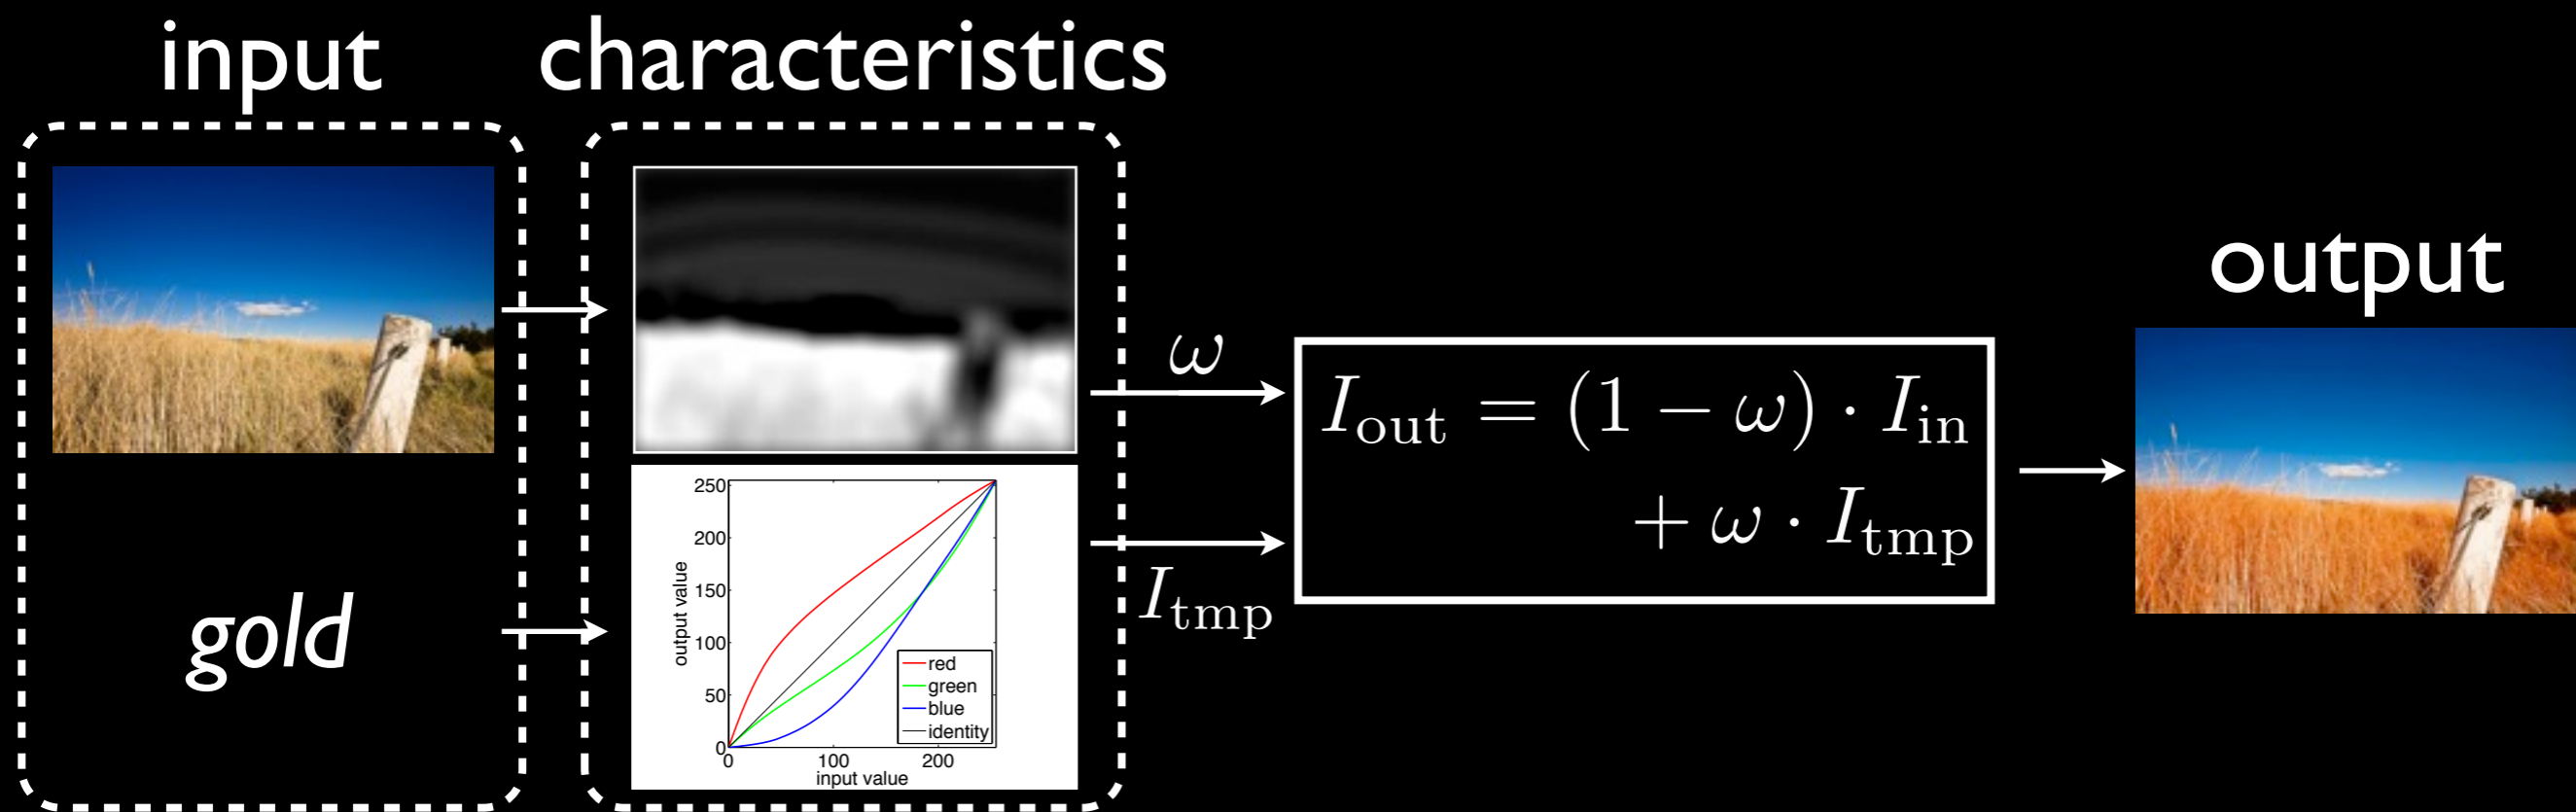 input
characteristics
output
gold
250
200
150
100
50
0
output value
0 100 200
input value
red
green
blue
identity
ω
I_tmp
I_out = (1 − ω) · I_in
+ ω · I_tmp